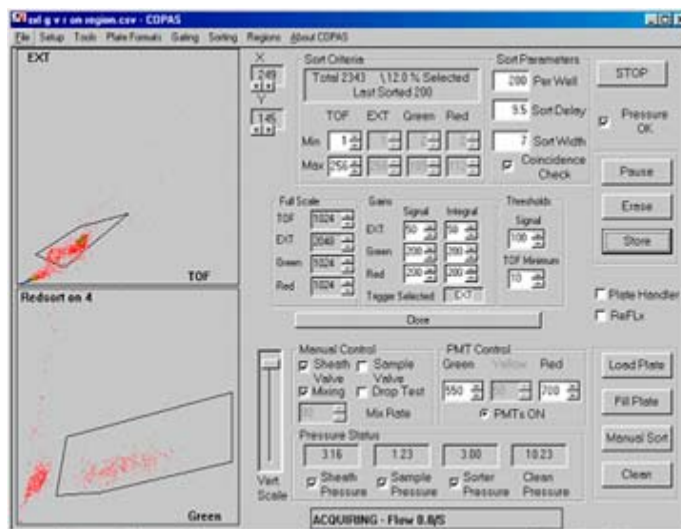 on region.csv - COPAS
File Setup Tools Plate Formats Gating Sorting Regions About COPAS
EXT
TOF
Redsort on 4
Green
X
249
Y
145
Sort Criteria
Total 2343 \12.0 % Selected
Last Sorted 200
TOF EXT Green Red
Min 1
Max 256
Sort Parameters
200 Per Well
9.5 Sort Delay
7 Sort Width
Coincidence Check
STOP
Pressure OK
Pause
Erase
Store
Full Scale
TOF 1024
EXT 2048
Green 1024
Red 1024
Gains
Signal Integral
EXT 50 50
Green 200 200
Red 200 200
Trigger Selected EXT
Thresholds
Signal
100
TOF Minimum
10
Close
Plate Handler
ReFLx
Vert. Scale
Manual Control
Sheath Valve Sample Valve
Mixing Drop Test
Mix Rate
PMT Control
Green Yellow Red
550 700
PMTs ON
Pressure Status
3.16 1.23 3.00 10.23
Sheath Pressure Sample Pressure Sorter Pressure Clean Pressure
Load Plate
Fill Plate
Manual Sort
Clean
ACQUIRING - Flow 0.0/S